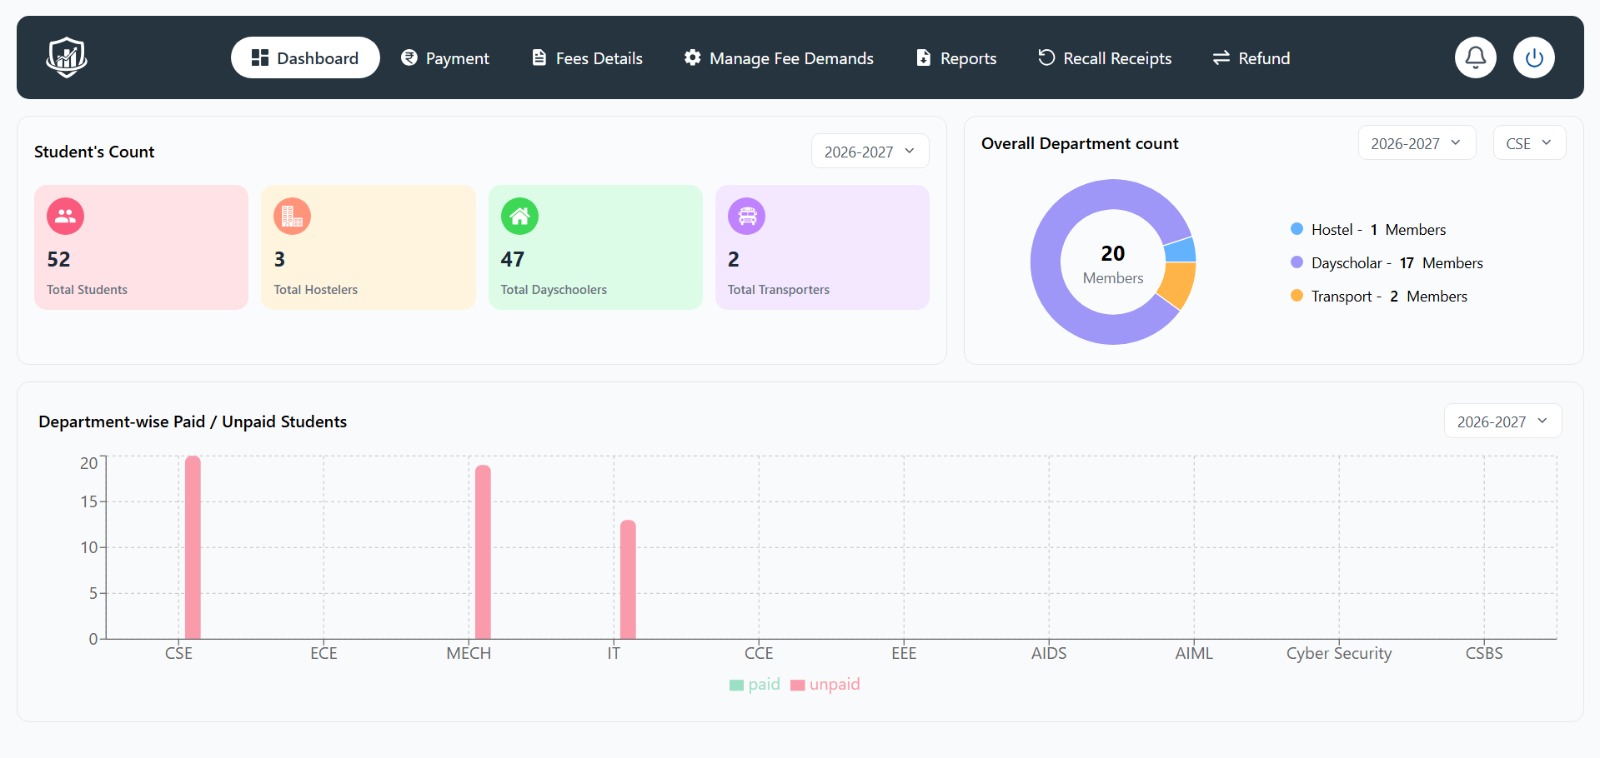 Dashboard Payment Fees Details Manage Fee Demands Reports Recall Receipts Refund
Student's Count 2026-2027
52
Total Students
3
Total Hostelers
47
Total Dayschoolers
2
Total Transporters
Overall Department count 2026-2027 CSE
20
Members
Hostel - 1 Members
Dayscholar - 17 Members
Transport - 2 Members
Department-wise Paid / Unpaid Students 2026-2027
20
15
10
5
0
CSE ECE MECH IT CCE EEE AIDS AIML Cyber Security CSBS
paid unpaid